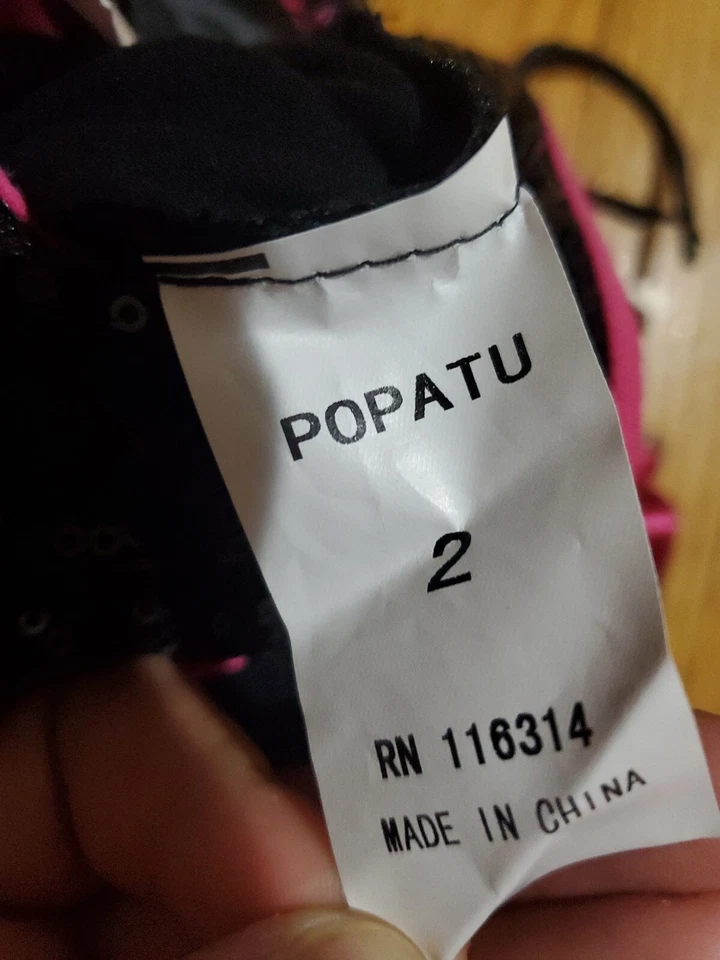 POPATU
2
RN 116314
MADE IN CHINA